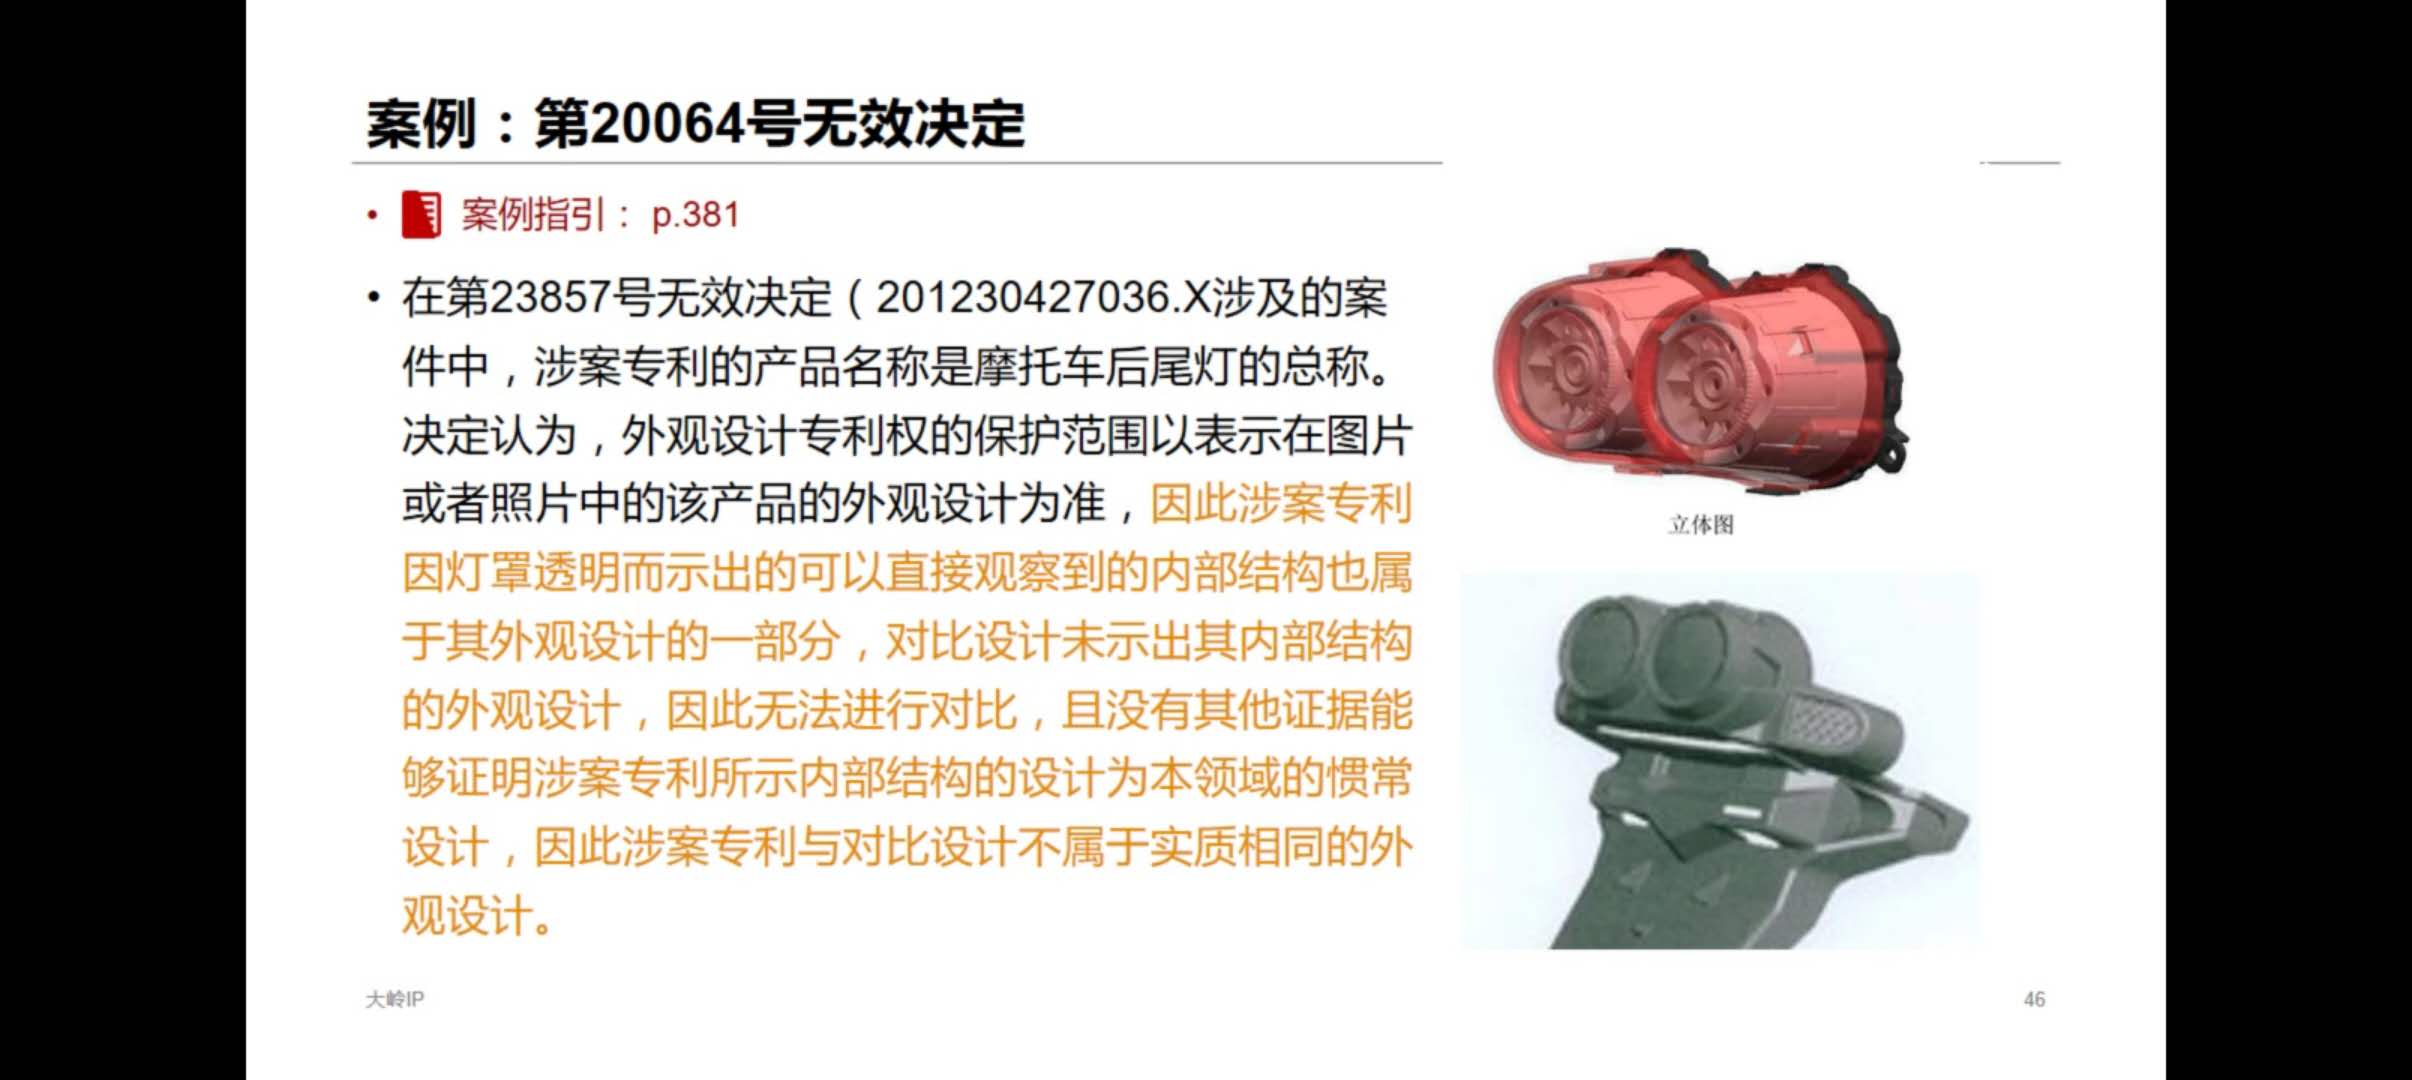 案例：第20064号无效决定
• 案例指引： p.381
• 在第23857号无效决定（201230427036.X涉及的案
件中，涉案专利的产品名称是摩托车后尾灯的总称。
决定认为，外观设计专利权的保护范围以表示在图片
或者照片中的该产品的外观设计为准，因此涉案专利
因灯罩透明而示出的可以直接观察到的内部结构也属
于其外观设计的一部分，对比设计未示出其内部结构
的外观设计，因此无法进行对比，且没有其他证据能
够证明涉案专利所示内部结构的设计为本领域的惯常
设计，因此涉案专利与对比设计不属于实质相同的外
观设计。
立体图
大岭IP
46